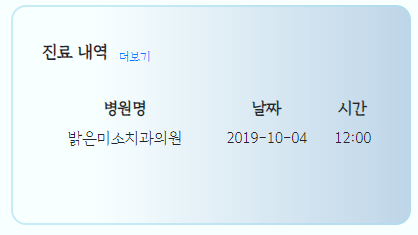 진료 내역 더보기
병원명 날짜 시간
밝은미소치과의원 2019-10-04 12:00